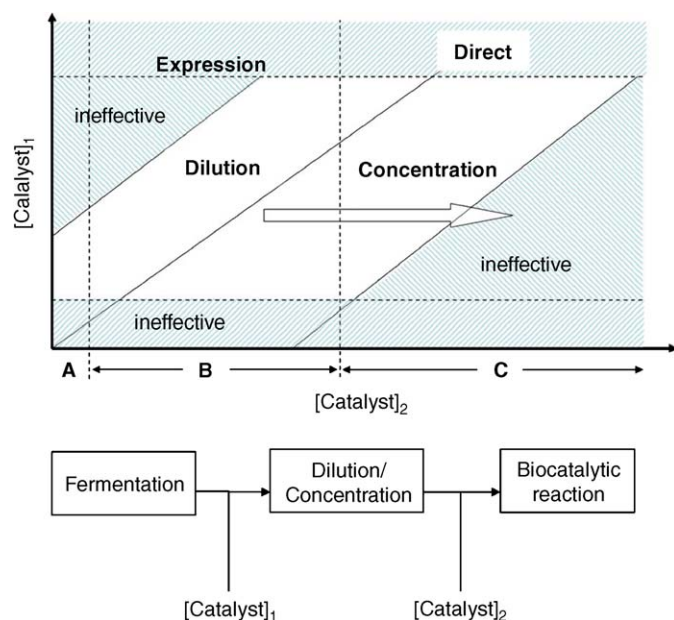 Direct
Expression
ineffective
Dilution
Concentration
[Calalyst]₁
ineffective
ineffective
A
B
C
[Catalyst]₂
Fermentation
Dilution/
Concentration
Biocatalytic
reaction
[Catalyst]₁
[Catalyst]₂